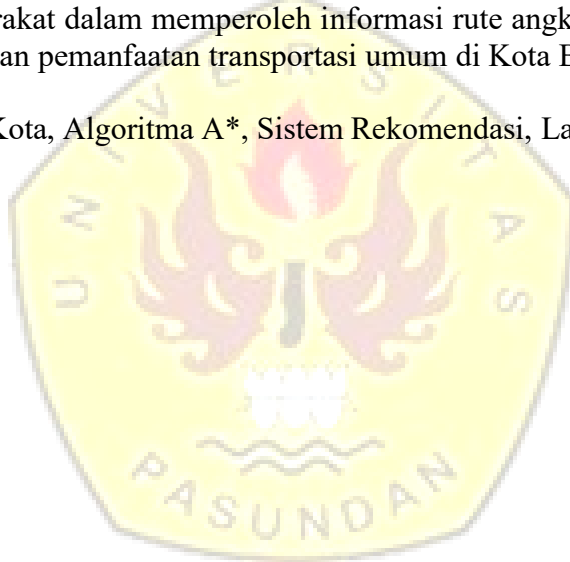 rakat dalam memperoleh informasi rute angk
an pemanfaatan transportasi umum di Kota B
Kota, Algoritma A*, Sistem Rekomendasi, La
UNIVERSITAS
PASUNDAN